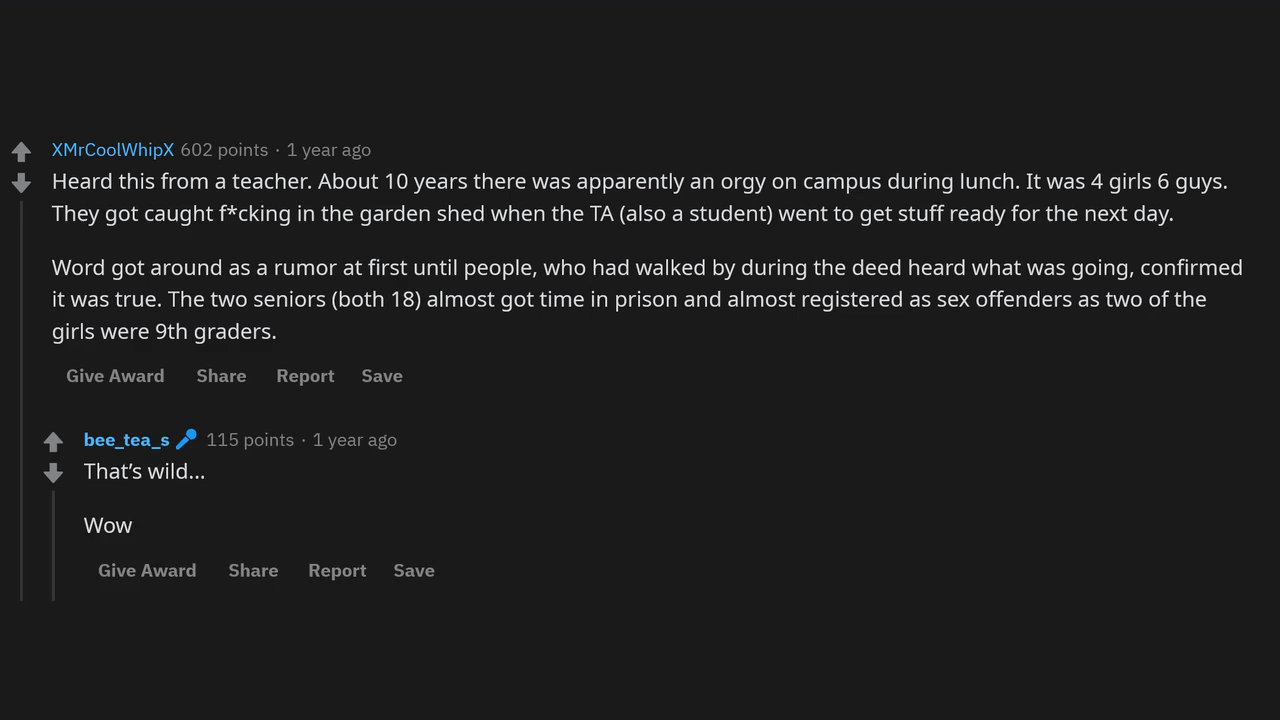 XMrCoolWhipX 602 points · 1 year ago
Heard this from a teacher. About 10 years there was apparently an orgy on campus during lunch. It was 4 girls 6 guys.
They got caught f*cking in the garden shed when the TA (also a student) went to get stuff ready for the next day.
Word got around as a rumor at first until people, who had walked by during the deed heard what was going, confirmed
it was true. The two seniors (both 18) almost got time in prison and almost registered as sex offenders as two of the
girls were 9th graders.
Give Award Share Report Save
bee_tea_s 115 points · 1 year ago
That's wild...
Wow
Give Award Share Report Save